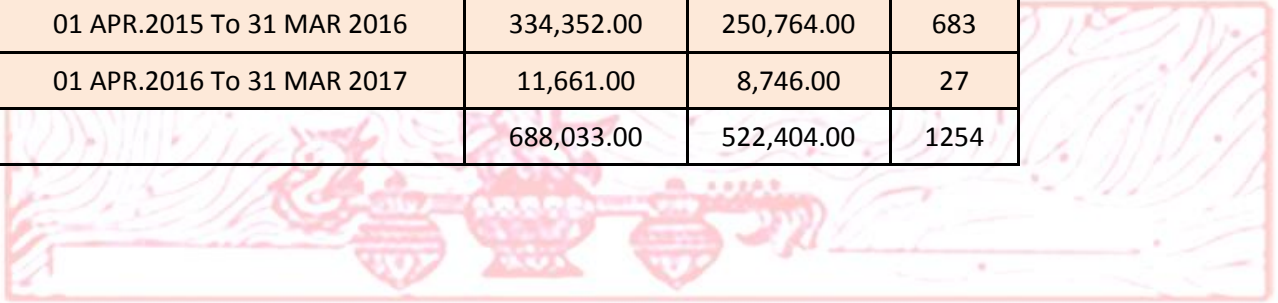 01 APR.2015 To 31 MAR 2016 334,352.00 250,764.00 683
01 APR.2016 To 31 MAR 2017 11,661.00 8,746.00 27
688,033.00 522,404.00 1254